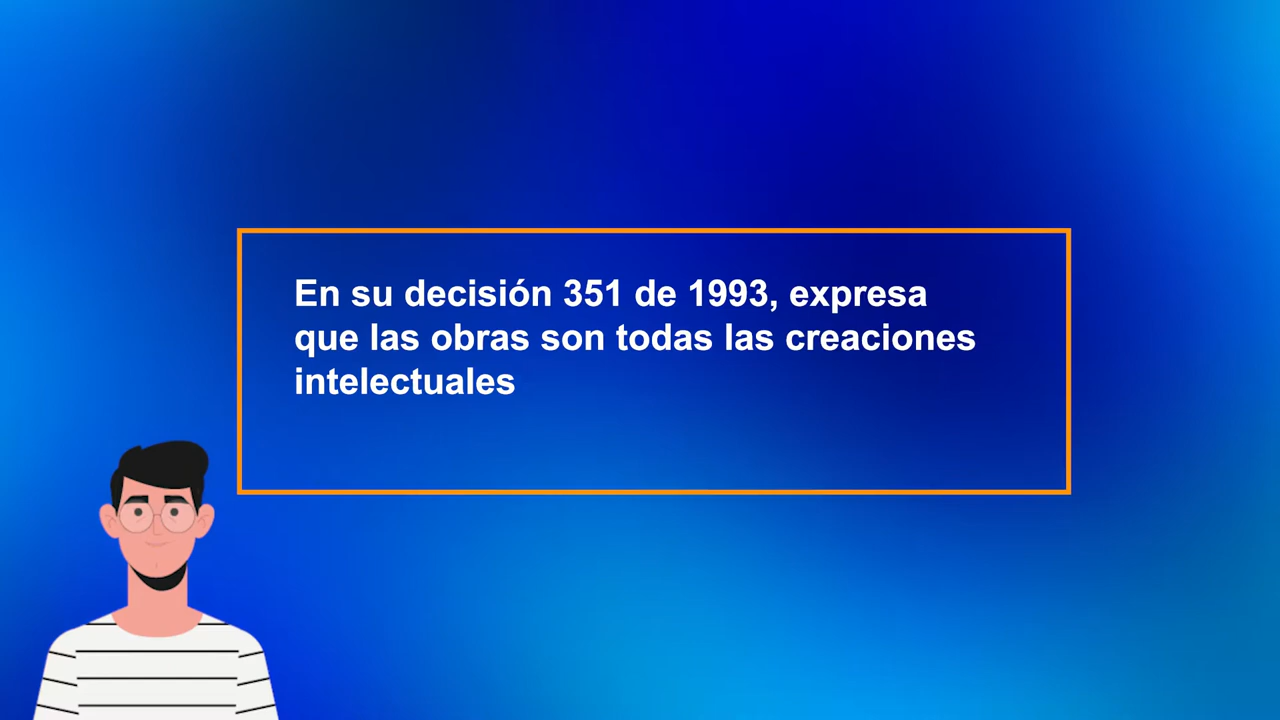 En su decisión 351 de 1993, expresa
que las obras son todas las creaciones
intelectuales